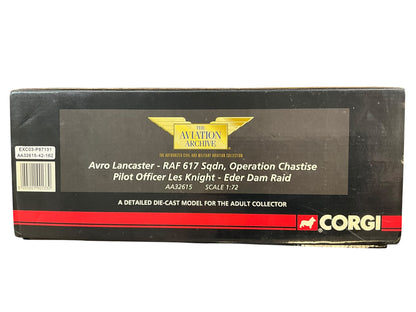 THE
AVIATION
ARCHIVE
THE AUTHORIZED CIVIL AND MILITARY AVIATION COLLECTION
EXC03-P87131
AA32615-42-162
Avro Lancaster - RAF 617 Sqdn, Operation Chastise
Pilot Officer Les Knight - Eder Dam Raid
AA32615 SCALE 1:72
A DETAILED DIE-CAST MODEL FOR THE ADULT COLLECTOR
CORGI